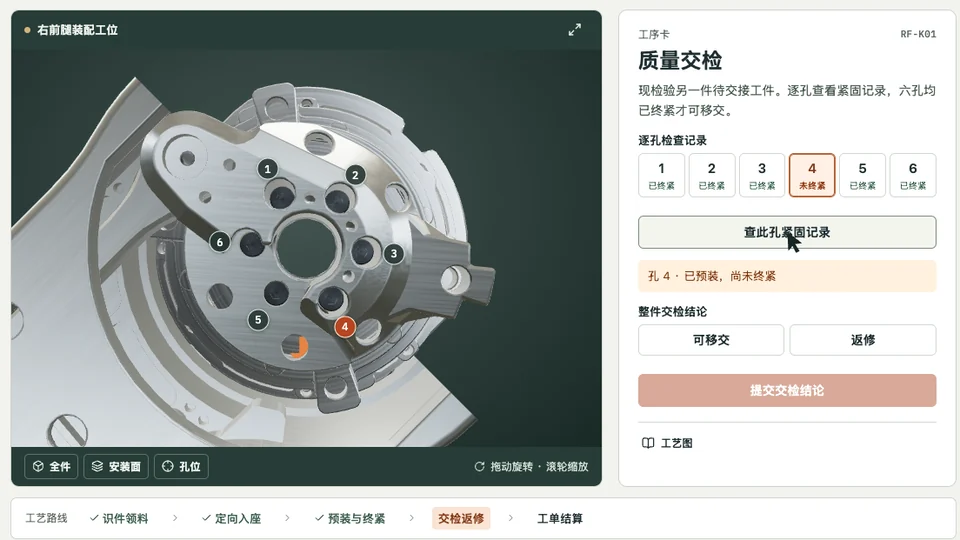 右前腿装配工位
1
2
3
4
5
6
全件
安装面
孔位
拖动旋转 · 滚轮缩放
工序卡
RF-K01
质量交检
现检验另一件待交接工件。逐孔查看紧固记录，六孔均
已终紧才可移交。
逐孔检查记录
1 2 3 4 5 6
已终紧 已终紧 已终紧 未终紧 已终紧 已终紧
查此孔紧固记录
孔 4 · 已预装，尚未终紧
整件交检结论
可移交 返修
提交交检结论
工艺图
工艺路线 识件领料 定向入座 预装与终紧 交检返修 工单结算